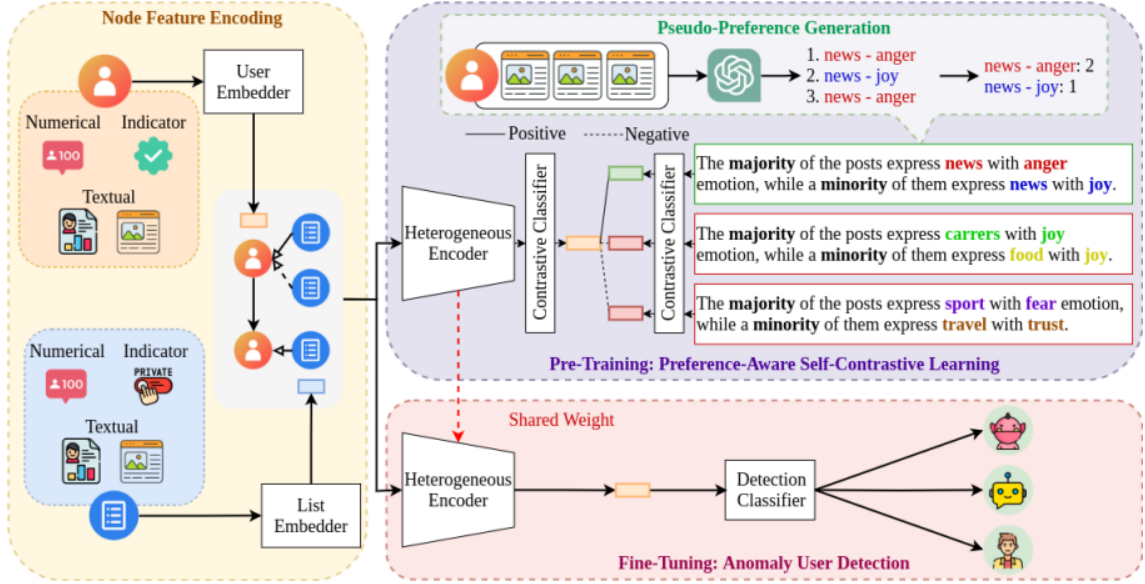 Node Feature Encoding
User
Embedder
Numerical
Indicator
100
Textual
Numerical
Indicator
100
PRIVATE
Textual
List
Embedder
Pseudo-Preference Generation
1. news - anger
2. news - joy
3. news - anger
news - anger: 2
news - joy: 1
Positive
Negative
Heterogeneous
Encoder
Contrastive Classifier
Contrastive Classifier
The majority of the posts express news with anger
emotion, while a minority of them express news with joy.
The majority of the posts express carrers with joy
emotion, while a minority of them express food with joy.
The majority of the posts express sport with fear emotion,
while a minority of them express travel with trust.
Pre-Training: Preference-Aware Self-Contrastive Learning
Shared Weight
Heterogeneous
Encoder
Detection
Classifier
Fine-Tuning: Anomaly User Detection